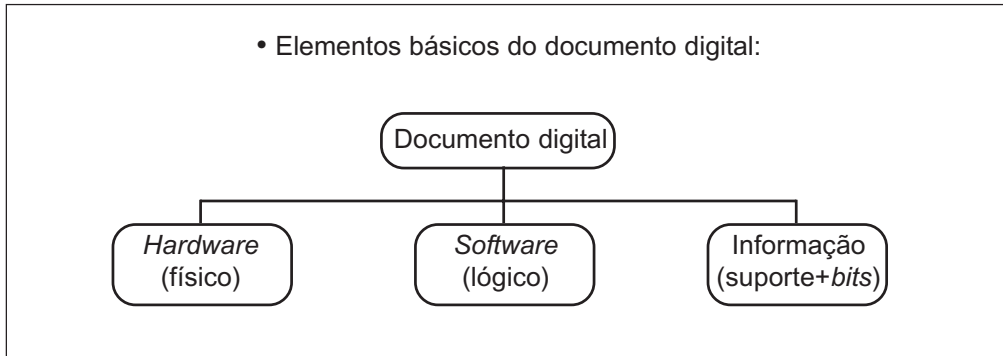 • Elementos básicos do documento digital:
Documento digital
Hardware
(físico)
Software
(lógico)
Informação
(suporte+bits)